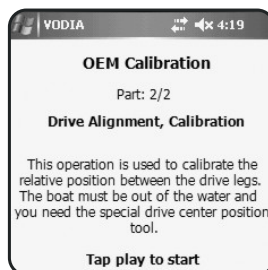 VODIA 4:19
OEM Calibration
Part: 2/2
Drive Alignment, Calibration
This operation is used to calibrate the
relative position between the drive legs.
The boat must be out of the water and
you need the special drive center position
tool.
Tap play to start